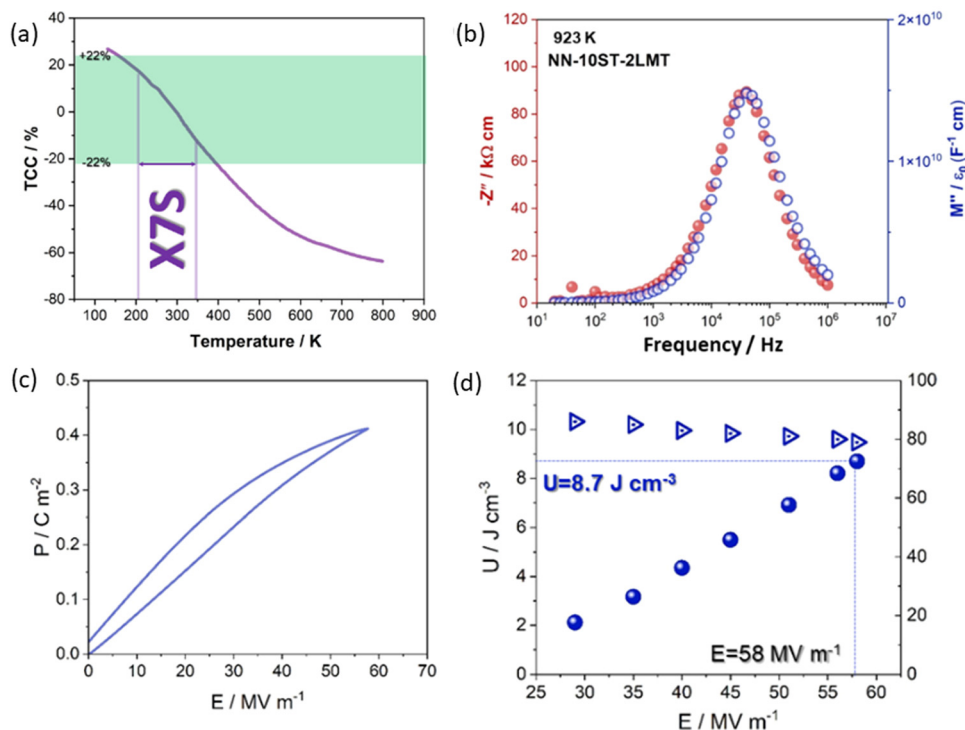 (a)
40
20
0
-20
-40
-60
-80
+22%
-22%
X7S
100 200 300 400 500 600 700 800 900
TCC / %
Temperature / K
(b)
923 K
NN-10ST-2LMT
120
100
80
60
40
20
0
-Z″ / kΩ cm
2×10¹⁰
1×10¹⁰
0
M″ / ε₀ (F⁻¹ cm)
10¹ 10² 10³ 10⁴ 10⁵ 10⁶ 10⁷
Frequency / Hz
(c)
0.5
0.4
0.3
0.2
0.1
0.0
P / C m⁻²
0 10 20 30 40 50 60 70
E / MV m⁻¹
(d)
12
10
8
6
4
2
0
U / J cm⁻³
100
80
60
40
20
0
U=8.7 J cm⁻³
E=58 MV m⁻¹
25 30 35 40 45 50 55 60
E / MV m⁻¹